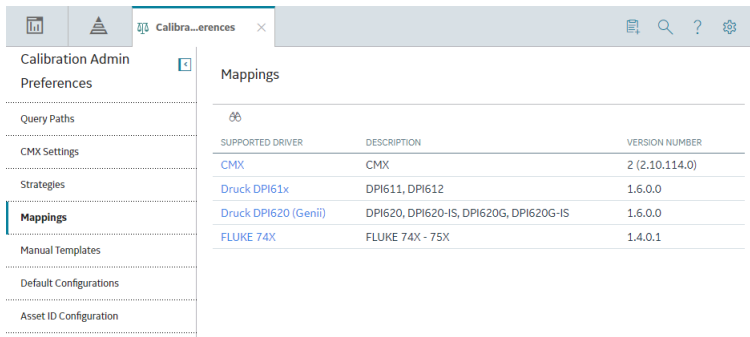 Calibra...erences
Calibration Admin
Preferences
Query Paths
CMX Settings
Strategies
Mappings
Manual Templates
Default Configurations
Asset ID Configuration
Mappings
SUPPORTED DRIVER DESCRIPTION VERSION NUMBER
CMX CMX 2 (2.10.114.0)
Druck DPI61x DPI611, DPI612 1.6.0.0
Druck DPI620 (Genii) DPI620, DPI620-IS, DPI620G, DPI620G-IS 1.6.0.0
FLUKE 74X FLUKE 74X - 75X 1.4.0.1